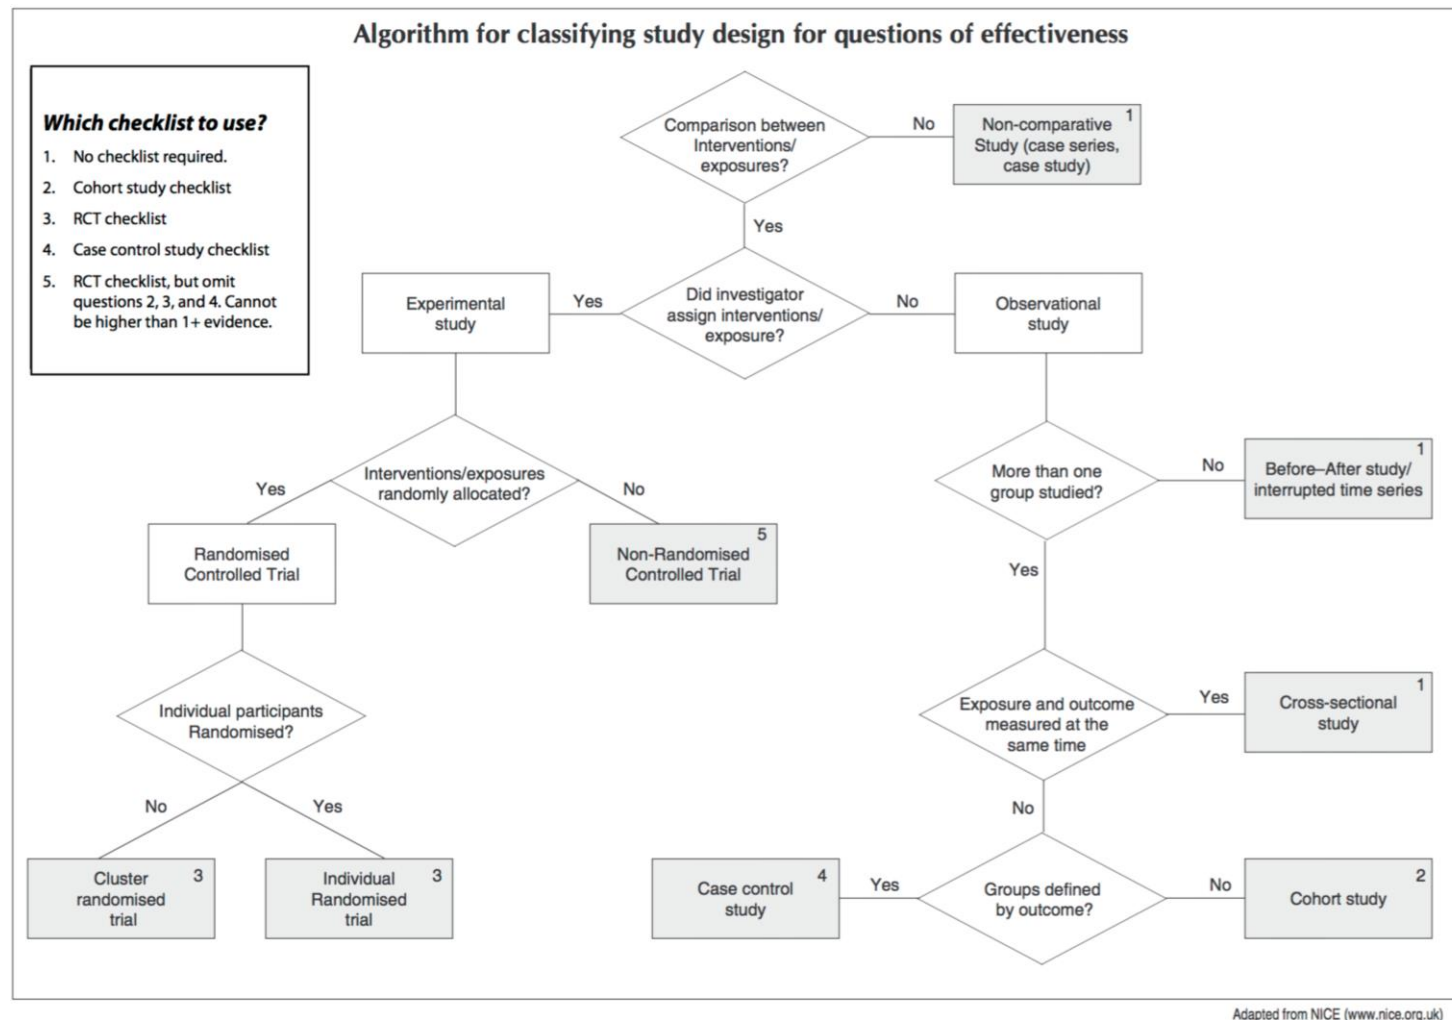 Algorithm for classifying study design for questions of effectiveness
Which checklist to use?
1. No checklist required.
2. Cohort study checklist
3. RCT checklist
4. Case control study checklist
5. RCT checklist, but omit
questions 2, 3, and 4. Cannot
be higher than 1+ evidence.
Comparison between
Interventions/
exposures?
No
Non-comparative
Study (case series,
case study)
1
Yes
Experimental
study
Yes
Did investigator
assign interventions/
exposure?
No
Observational
study
Interventions/exposures
randomly allocated?
Yes
No
More than one
group studied?
No
Before–After study/
interrupted time series
1
Randomised
Controlled Trial
Non-Randomised
Controlled Trial
5
Yes
Individual participants
Randomised?
Exposure and outcome
measured at the
same time
Yes
Cross-sectional
study
1
No
Yes
No
Cluster
randomised
trial
3
Individual
Randomised
trial
3
Case control
study
4
Yes
Groups defined
by outcome?
No
Cohort study
2
Adapted from NICE (www.nice.org.uk)